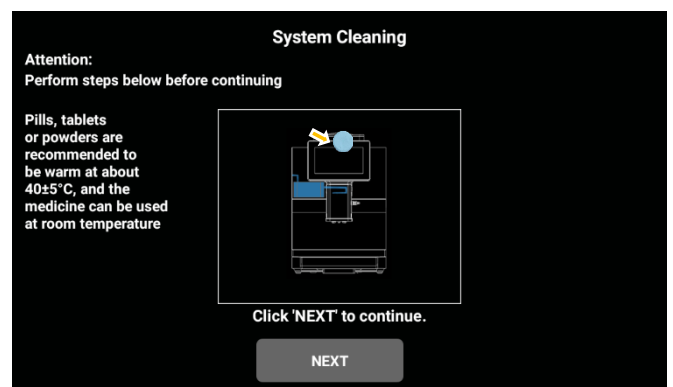 System Cleaning
Attention:
Perform steps below before continuing
Pills, tablets
or powders are
recommended to
be warm at about
40±5°C, and the
medicine can be used
at room temperature
Click 'NEXT' to continue.
NEXT